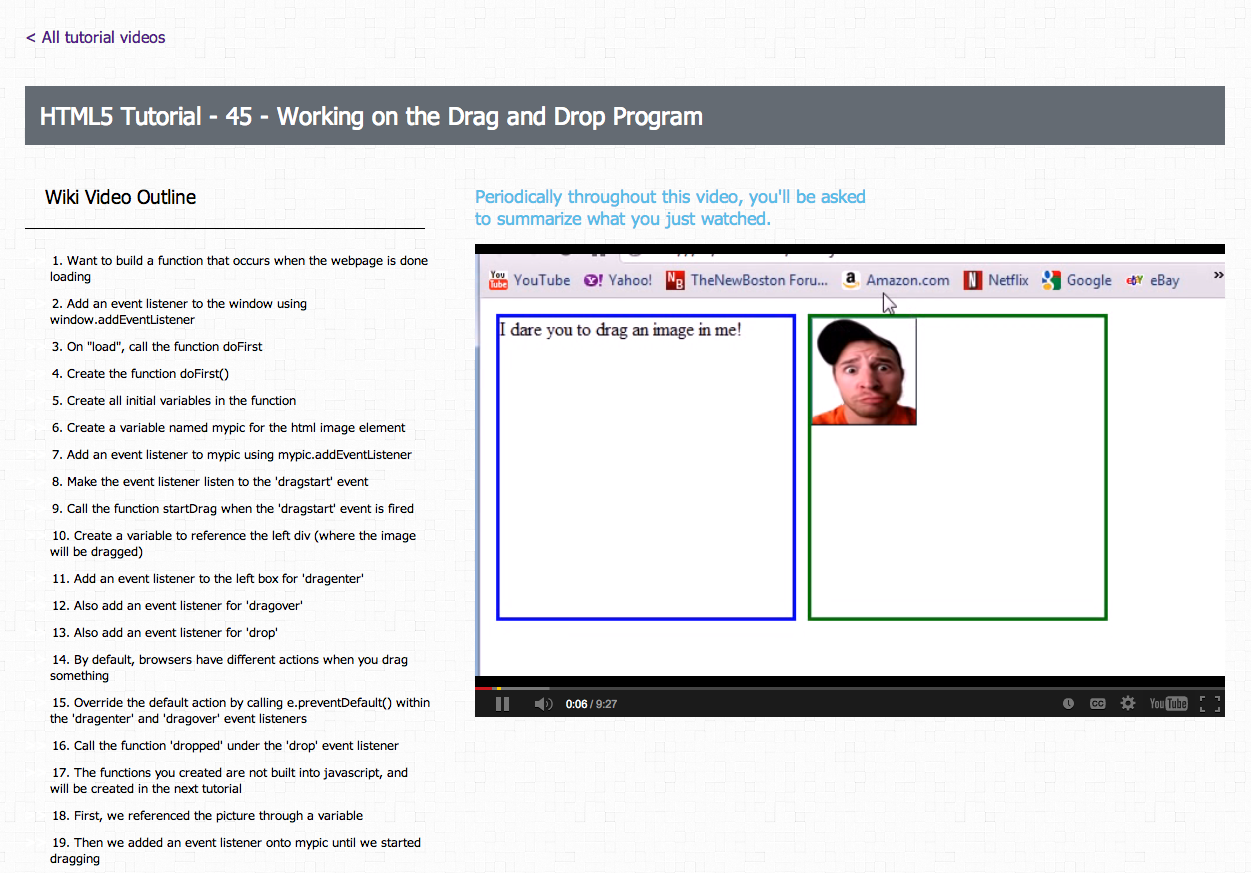 < All tutorial videos
HTML5 Tutorial - 45 - Working on the Drag and Drop Program
Wiki Video Outline
1. Want to build a function that occurs when the webpage is done
loading
2. Add an event listener to the window using
window.addEventListener
3. On "load", call the function doFirst
4. Create the function doFirst()
5. Create all initial variables in the function
6. Create a variable named mypic for the html image element
7. Add an event listener to mypic using mypic.addEventListener
8. Make the event listener listen to the 'dragstart' event
9. Call the function startDrag when the 'dragstart' event is fired
10. Create a variable to reference the left div (where the image
will be dragged)
11. Add an event listener to the left box for 'dragenter'
12. Also add an event listener for 'dragover'
13. Also add an event listener for 'drop'
14. By default, browsers have different actions when you drag
something
15. Override the default action by calling e.preventDefault() within
the 'dragenter' and 'dragover' event listeners
16. Call the function 'dropped' under the 'drop' event listener
17. The functions you created are not built into javascript, and
will be created in the next tutorial
18. First, we referenced the picture through a variable
19. Then we added an event listener onto mypic until we started
dragging
Periodically throughout this video, you'll be asked
to summarize what you just watched.
You Tube YouTube Y! Yahoo! NB TheNewBoston Foru... a Amazon.com N Netflix Google ebY eBay »
I dare you to drag an image in me!
0:06 / 9:27 CC YouTube